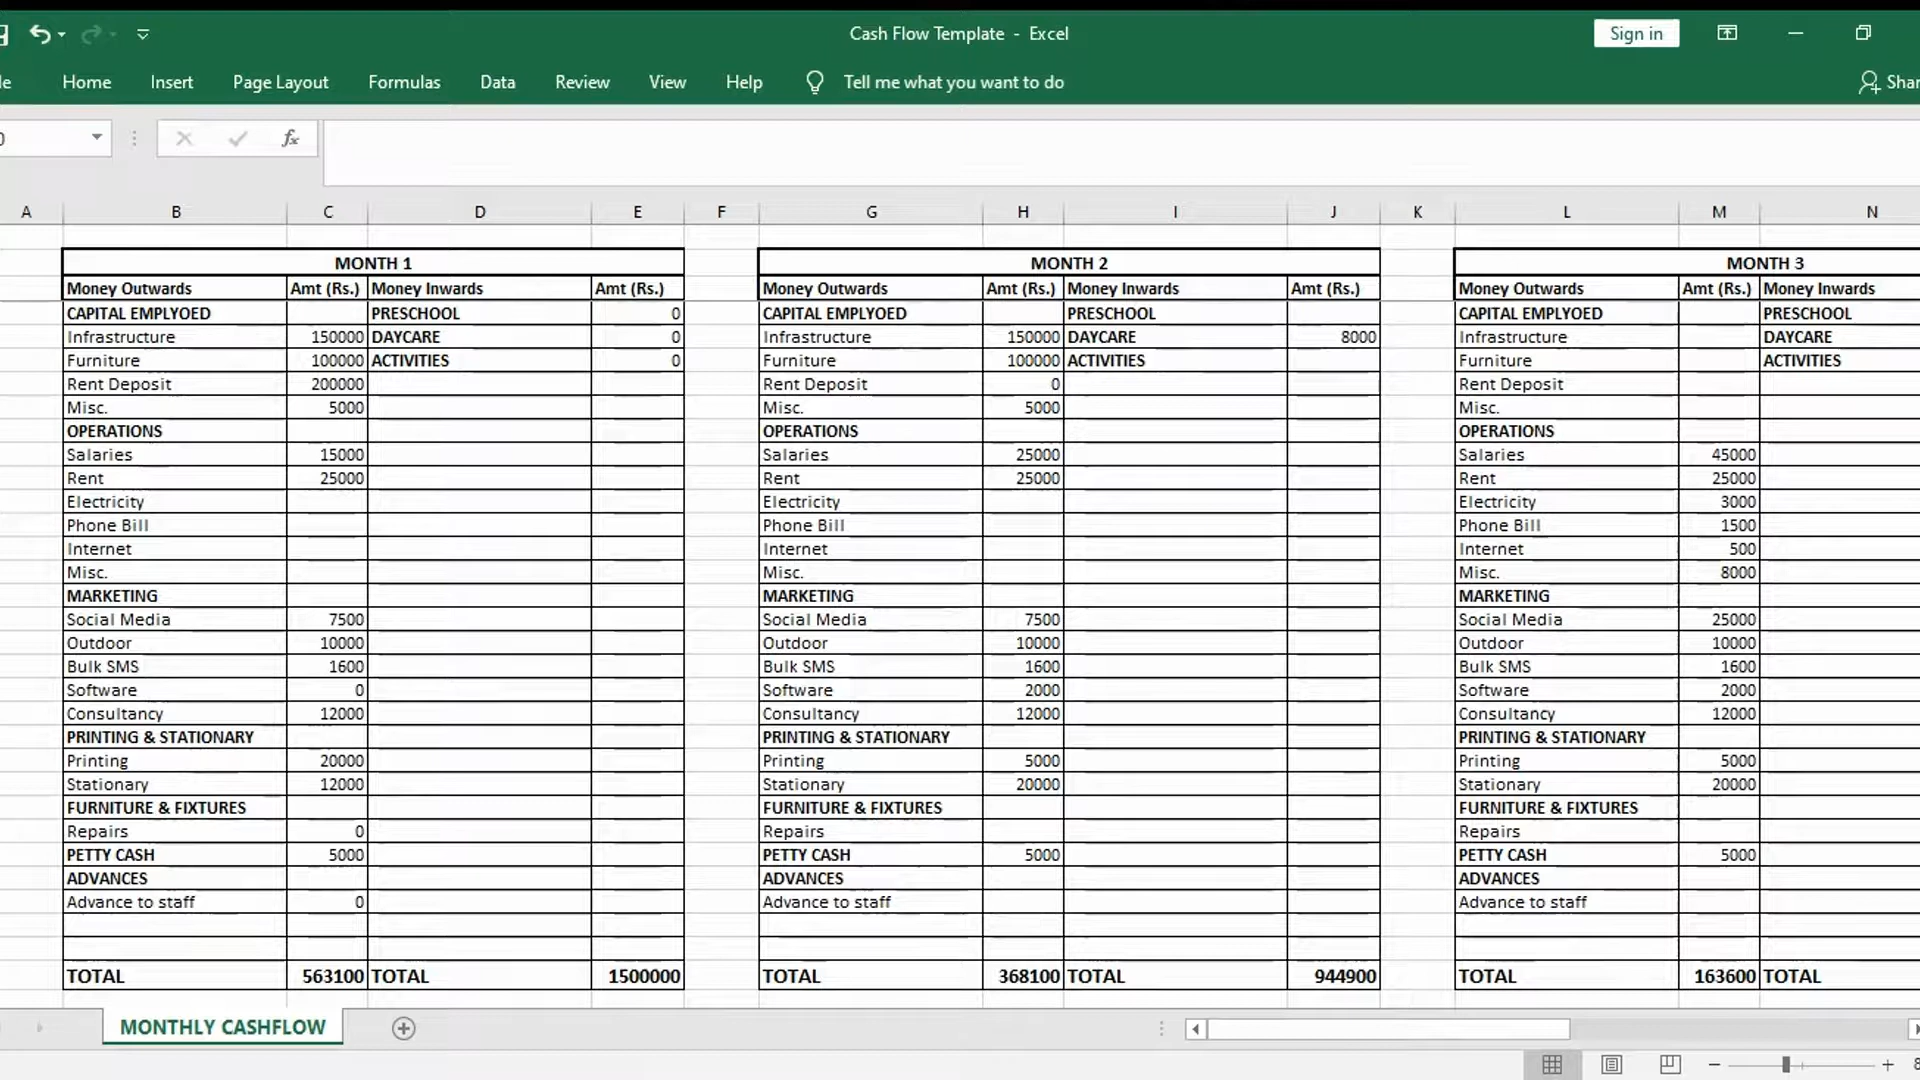 Cash Flow Template - Excel
Sign in
Home Insert Page Layout Formulas Data Review View Help Tell me what you want to do
fx
A B C D E F G H I J K L M N
MONTH 1 MONTH 2 MONTH 3
Money Outwards Amt (Rs.) Money Inwards Amt (Rs.) Money Outwards Amt (Rs.) Money Inwards Amt (Rs.) Money Outwards Amt (Rs.) Money Inwards
CAPITAL EMPLYOED PRESCHOOL 0 CAPITAL EMPLYOED PRESCHOOL CAPITAL EMPLYOED PRESCHOOL
Infrastructure 150000 DAYCARE 0 Infrastructure 150000 DAYCARE 8000 Infrastructure DAYCARE
Furniture 100000 ACTIVITIES 0 Furniture 100000 ACTIVITIES Furniture ACTIVITIES
Rent Deposit 200000 Rent Deposit 0 Rent Deposit
Misc. 5000 Misc. 5000 Misc.
OPERATIONS OPERATIONS OPERATIONS
Salaries 15000 Salaries 25000 Salaries 45000
Rent 25000 Rent 25000 Rent 25000
Electricity Electricity Electricity 3000
Phone Bill Phone Bill Phone Bill 1500
Internet Internet Internet 500
Misc. Misc. Misc. 8000
MARKETING MARKETING MARKETING
Social Media 7500 Social Media 7500 Social Media 25000
Outdoor 10000 Outdoor 10000 Outdoor 10000
Bulk SMS 1600 Bulk SMS 1600 Bulk SMS 1600
Software 0 Software 2000 Software 2000
Consultancy 12000 Consultancy 12000 Consultancy 12000
PRINTING & STATIONARY PRINTING & STATIONARY PRINTING & STATIONARY
Printing 20000 Printing 5000 Printing 5000
Stationary 12000 Stationary 20000 Stationary 20000
FURNITURE & FIXTURES FURNITURE & FIXTURES FURNITURE & FIXTURES
Repairs 0 Repairs Repairs
PETTY CASH 5000 PETTY CASH 5000 PETTY CASH 5000
ADVANCES ADVANCES ADVANCES
Advance to staff 0 Advance to staff Advance to staff
TOTAL 563100 TOTAL 1500000 TOTAL 368100 TOTAL 944900 TOTAL 163600 TOTAL
MONTHLY CASHFLOW